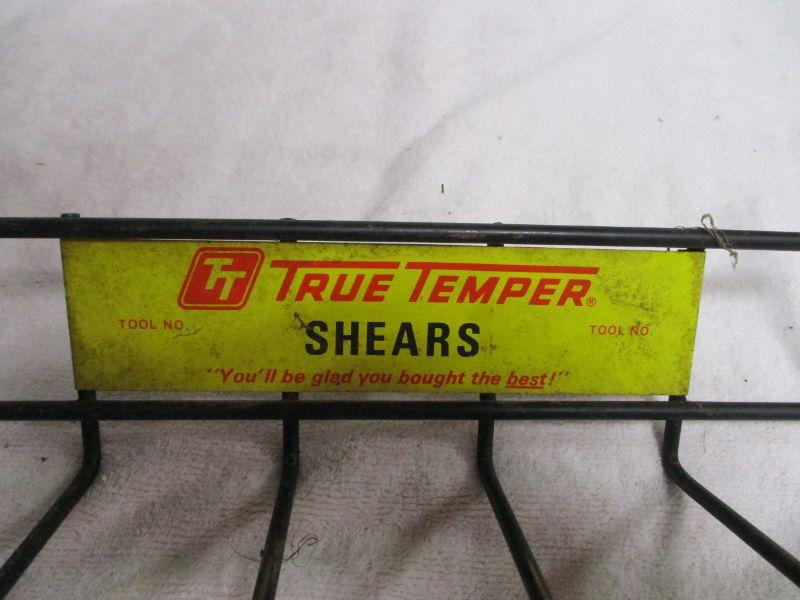 TT TRUE TEMPER®
TOOL NO. SHEARS TOOL NO.
"You'll be glad you bought the best!"